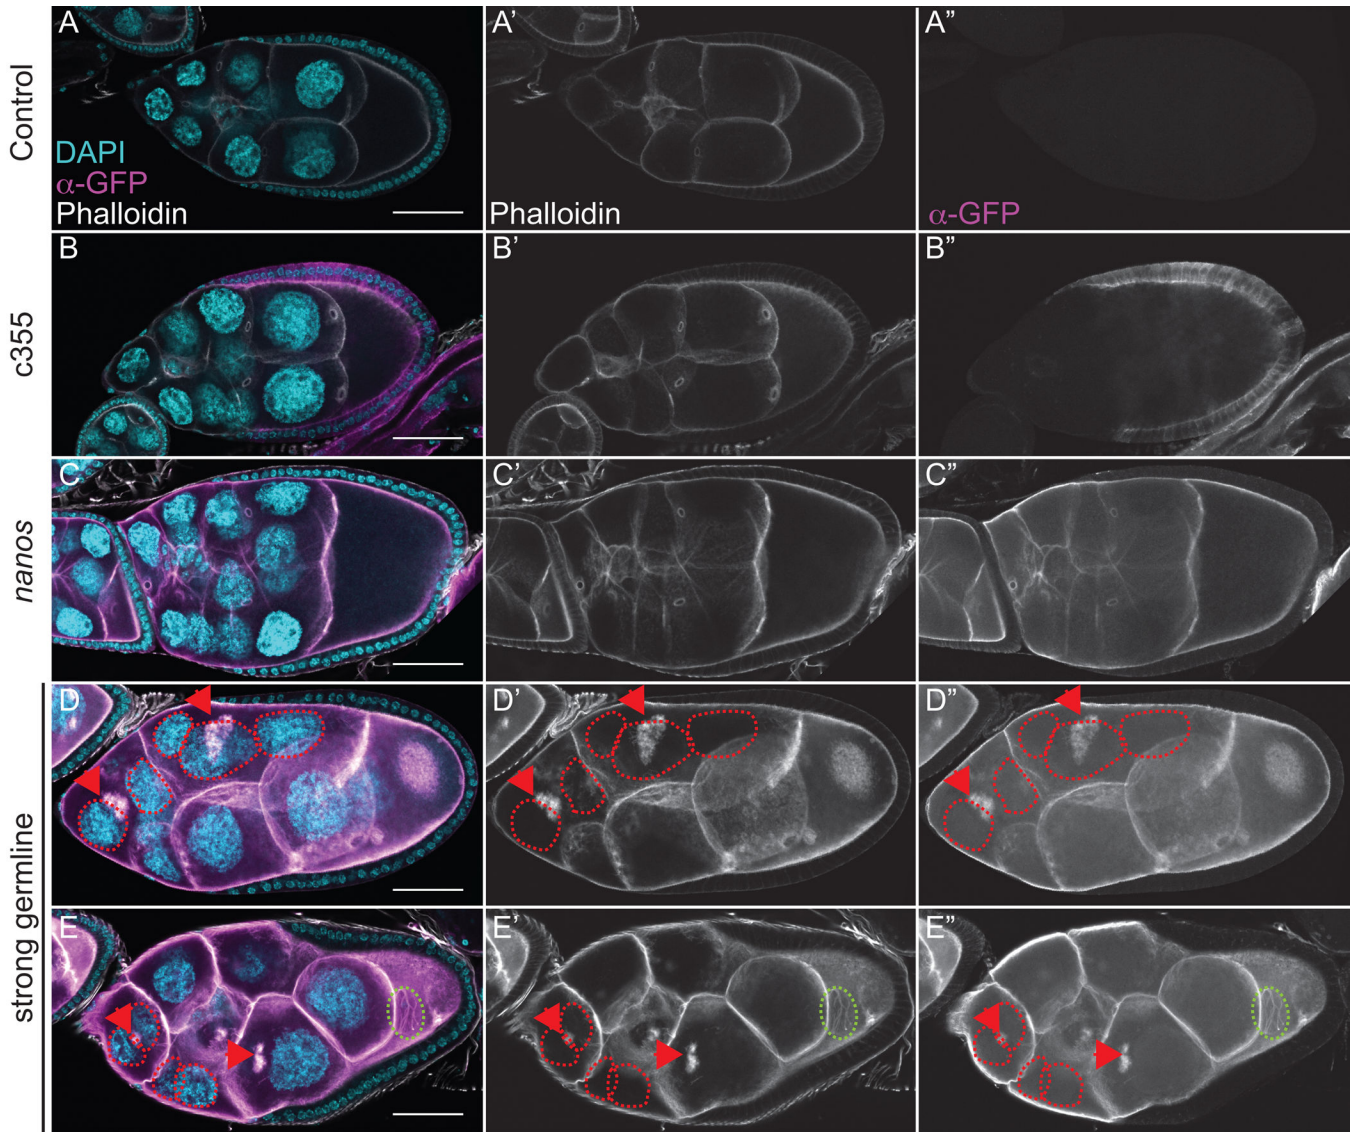 Control
A
DAPI
α-GFP
Phalloidin
A’
Phalloidin
A”
α-GFP
c355
B
B’
B”
nanos
C
C’
C”
strong germline
D
D’
D”
E
E’
E”